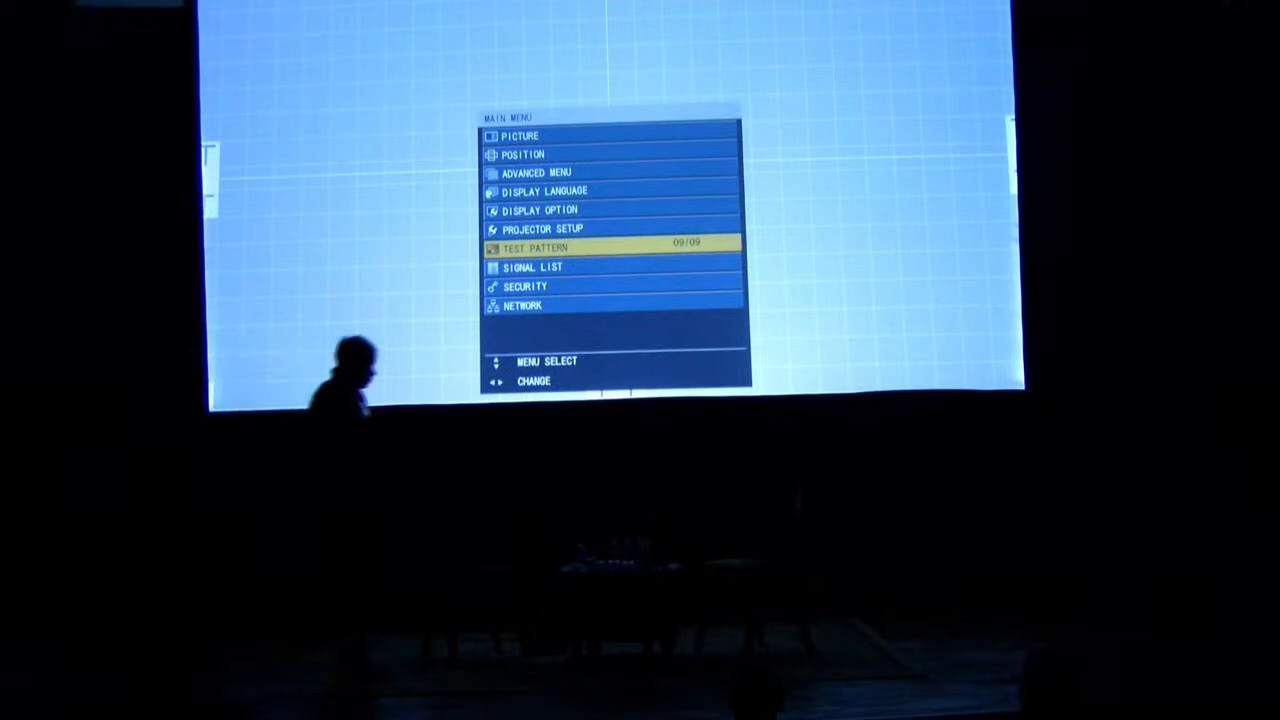 MAIN MENU
PICTURE
POSITION
ADVANCED MENU
DISPLAY LANGUAGE
DISPLAY OPTION
PROJECTOR SETUP
TEST PATTERN 09/09
SIGNAL LIST
SECURITY
NETWORK
MENU SELECT
CHANGE